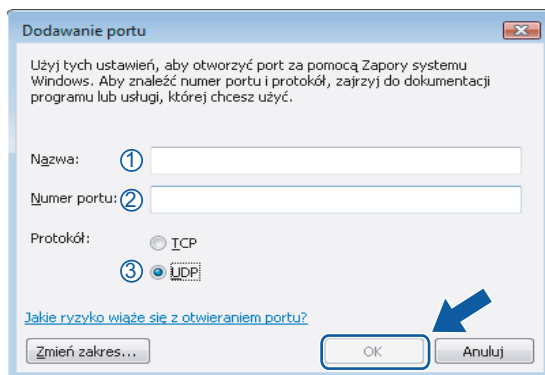 Dodawanie portu
Użyj tych ustawień, aby otworzyć port za pomocą Zapory systemu
Windows. Aby znaleźć numer portu i protokół, zajrzyj do dokumentacji
programu lub usługi, której chcesz użyć.
Nazwa: ①
Numer portu: ②
Protokół: TCP
③ UDP
Jakie ryzyko wiąże się z otwieraniem portu?
Zmień zakres... OK Anuluj